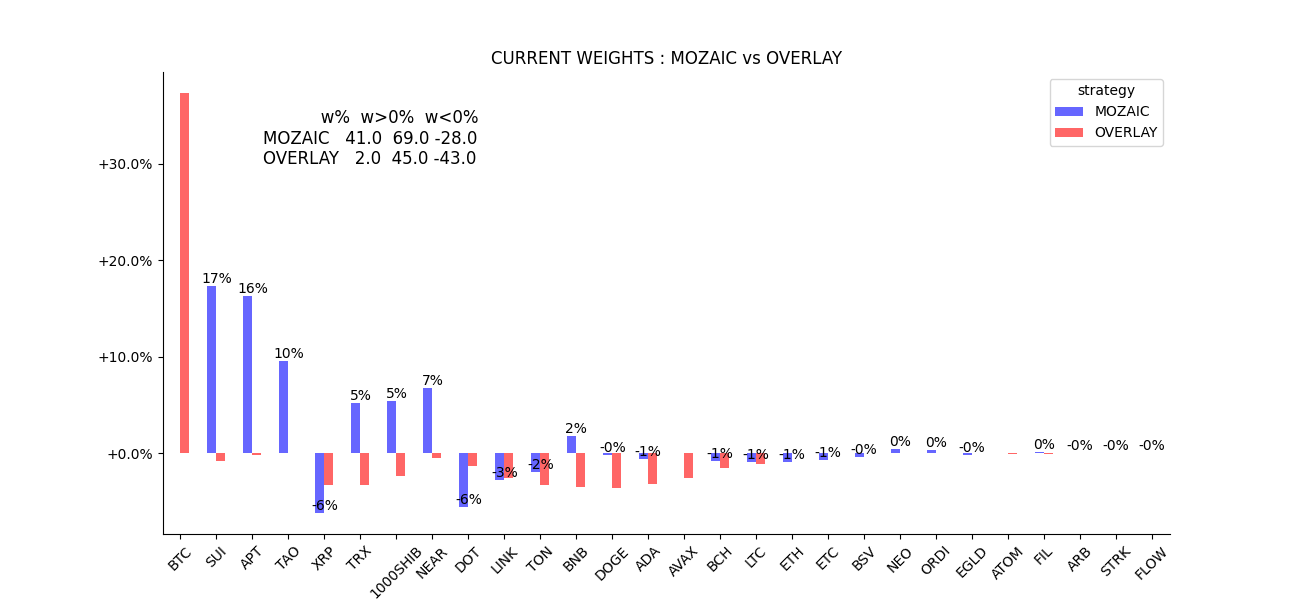 CURRENT WEIGHTS : MOZAIC vs OVERLAY
w% w>0% w<0%
MOZAIC 41.0 69.0 -28.0
OVERLAY 2.0 45.0 -43.0
strategy
MOZAIC
OVERLAY
+30.0%
+20.0%
+10.0%
+0.0%
17%
16%
10%
-6%
5%
5%
7%
-6%
-3%
-2%
2%
-0%
-1%
-1%
-1%
-1%
-1%
-0%
0%
0%
-0%
0%
-0%
-0%
-0%
BTC
SUI
APT
TAO
XRP
TRX
1000SHIB
NEAR
DOT
LINK
TON
BNB
DOGE
ADA
AVAX
BCH
LTC
ETH
ETC
BSV
NEO
ORDI
EGLD
ATOM
FIL
ARB
STRK
FLOW